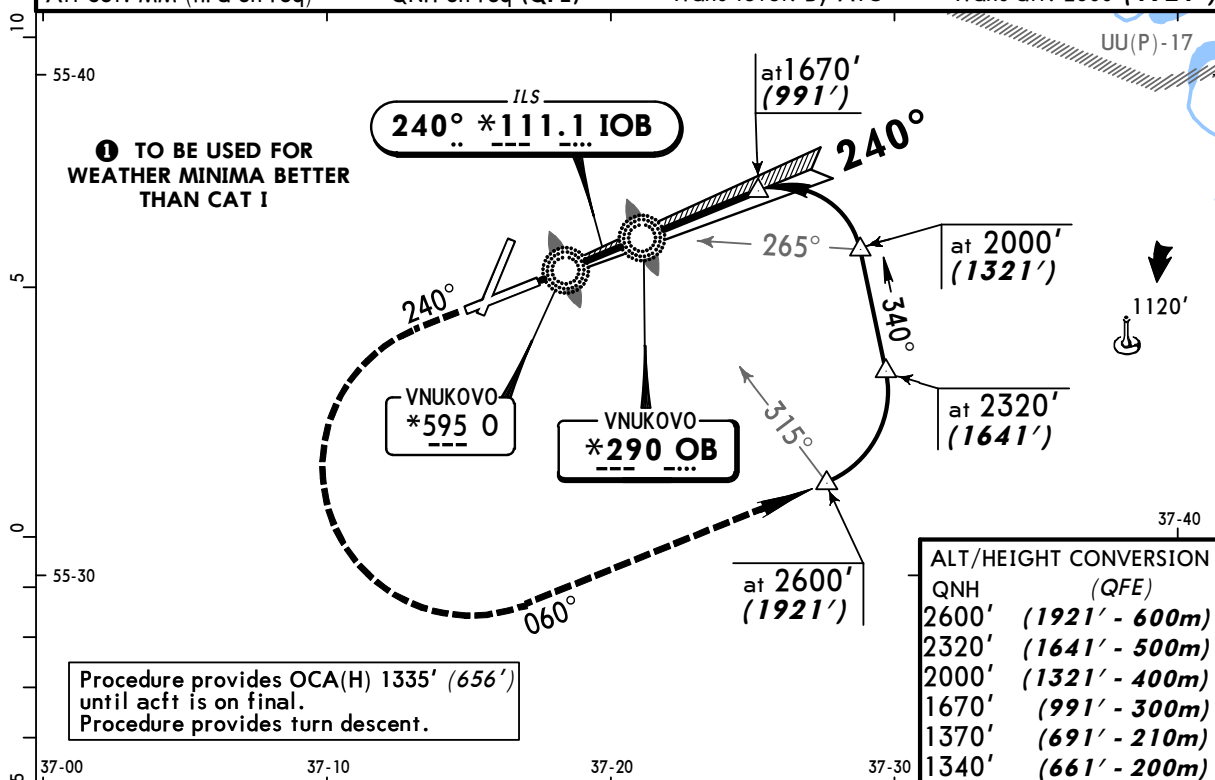 10
55-40
UU(P)-17
at 1670'
(991')
ILS
240° *111.1 IOB
240°
❶ TO BE USED FOR
WEATHER MINIMA BETTER
THAN CAT I
265°
at 2000'
(1321')
5
240°
340°
1120'
VNUKOVO
*595 O
VNUKOVO
*290 OB
315°
at 2320'
(1641')
0
37-40
55-30
060°
at 2600'
(1921')
ALT/HEIGHT CONVERSION
QNH (QFE)
2600' (1921' - 600m)
2320' (1641' - 500m)
2000' (1321' - 400m)
1670' (991' - 300m)
1370' (691' - 210m)
1340' (661' - 200m)
Procedure provides OCA(H) 1335' (656')
until acft is on final.
Procedure provides turn descent.
5
37-00
37-10
37-20
37-30